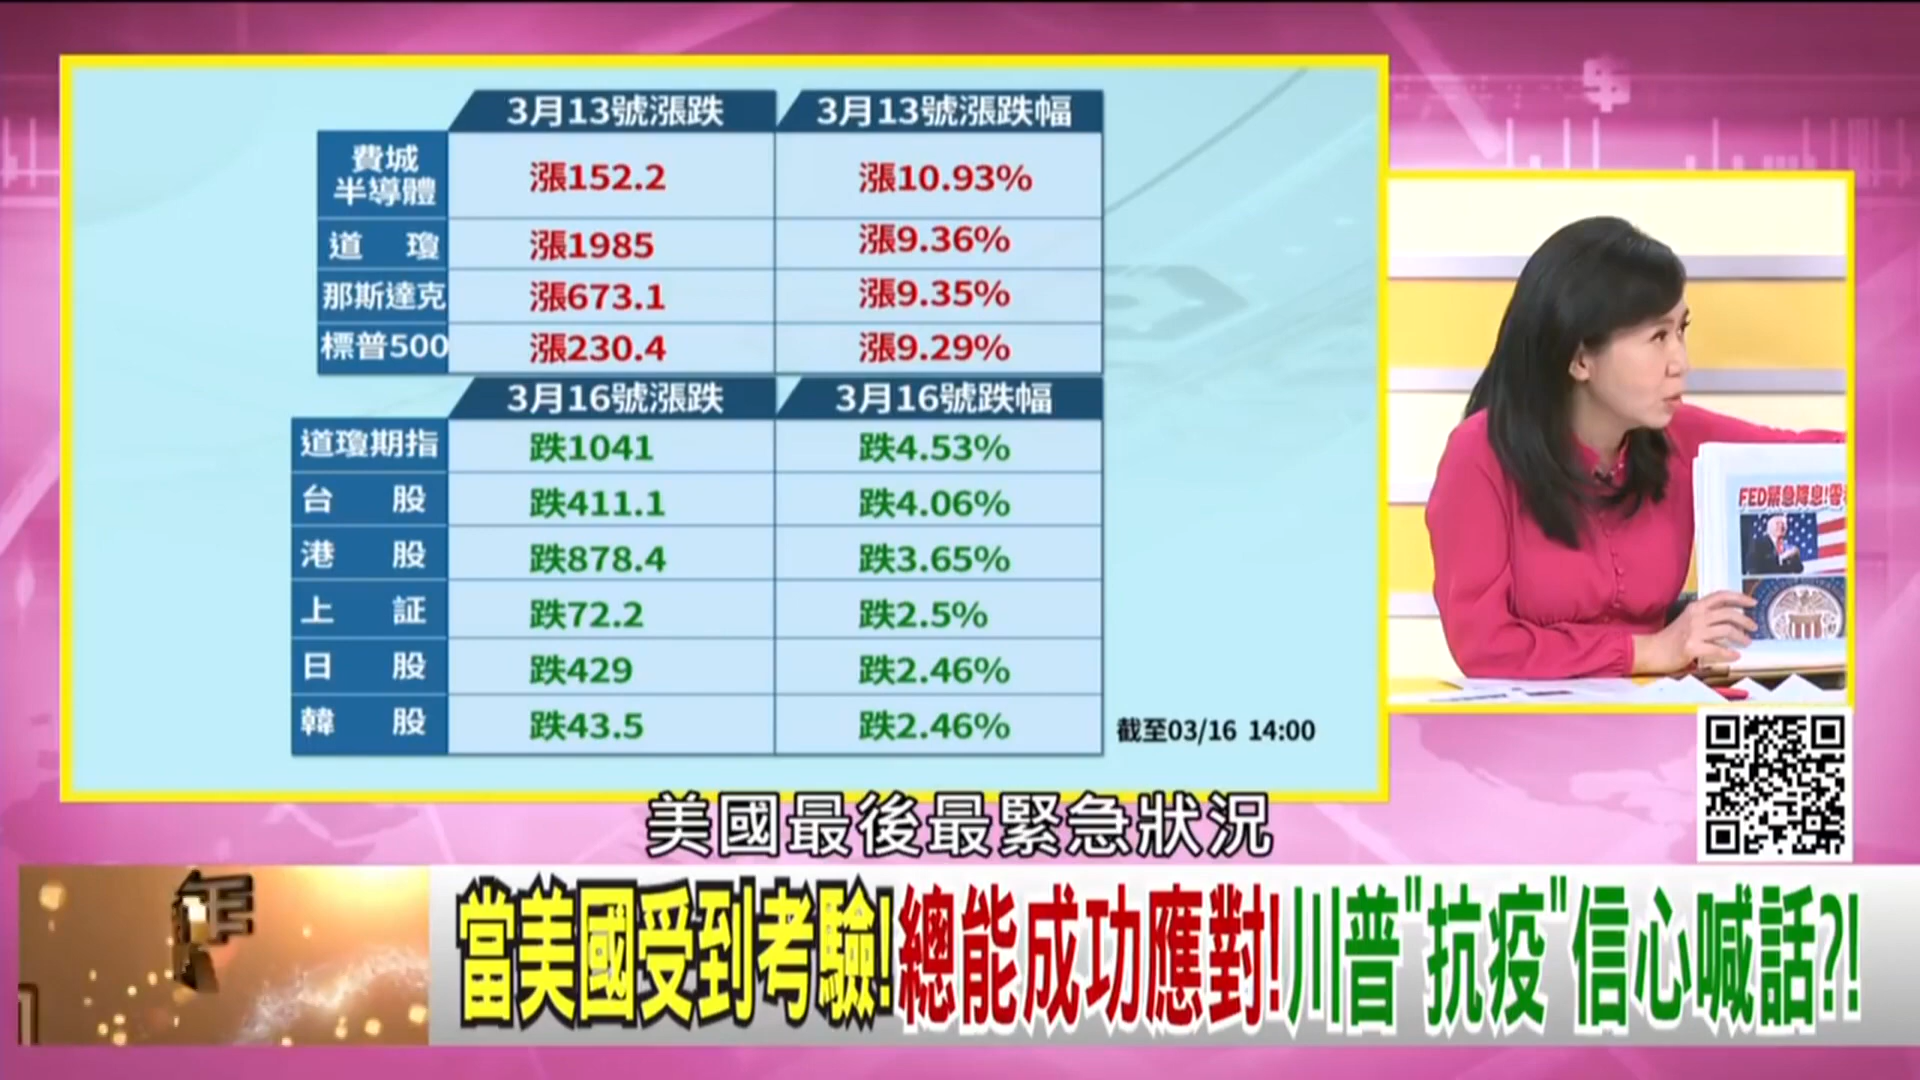 3月13號漲跌 3月13號漲跌幅
費城半導體 漲152.2 漲10.93%
道瓊 漲1985 漲9.36%
那斯達克 漲673.1 漲9.35%
標普500 漲230.4 漲9.29%
3月16號漲跌 3月16號跌幅
道瓊期指 跌1041 跌4.53%
台股 跌411.1 跌4.06%
港股 跌878.4 跌3.65%
上証 跌72.2 跌2.5%
日股 跌429 跌2.46%
韓股 跌43.5 跌2.46%
截至03/16 14:00
FED緊急降息!零
美國最後最緊急狀況
當美國受到考驗!總能成功應對!川普"抗疫"信心喊話?!